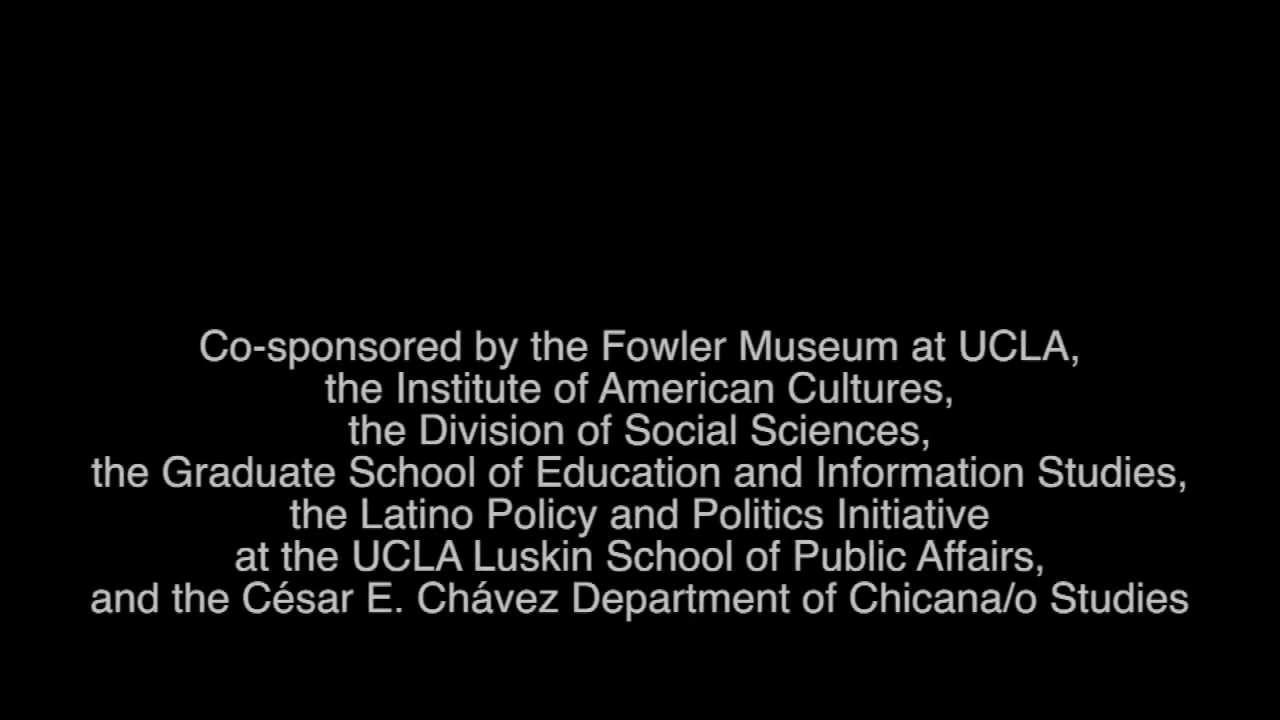 Co-sponsored by the Fowler Museum at UCLA,
the Institute of American Cultures,
the Division of Social Sciences,
the Graduate School of Education and Information Studies,
the Latino Policy and Politics Initiative
at the UCLA Luskin School of Public Affairs,
and the César E. Chávez Department of Chicana/o Studies